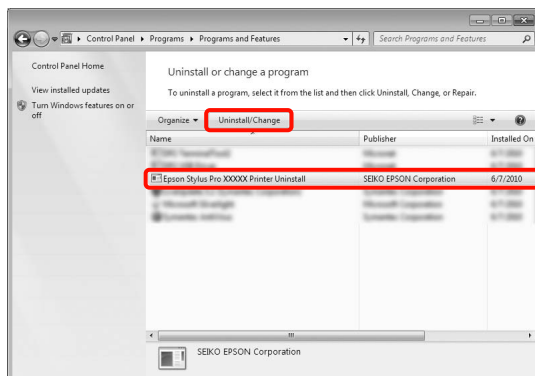 Control Panel ▸ Programs ▸ Programs and Features
Search Programs and Features
Control Panel Home
View installed updates
Turn Windows features on or
off
Uninstall or change a program
To uninstall a program, select it from the list and then click Uninstall, Change, or Repair.
Organize Uninstall/Change
Name Publisher Installed On
Epson Stylus Pro XXXXX Printer Uninstall SEIKO EPSON Corporation 6/7/2010
SEIKO EPSON Corporation